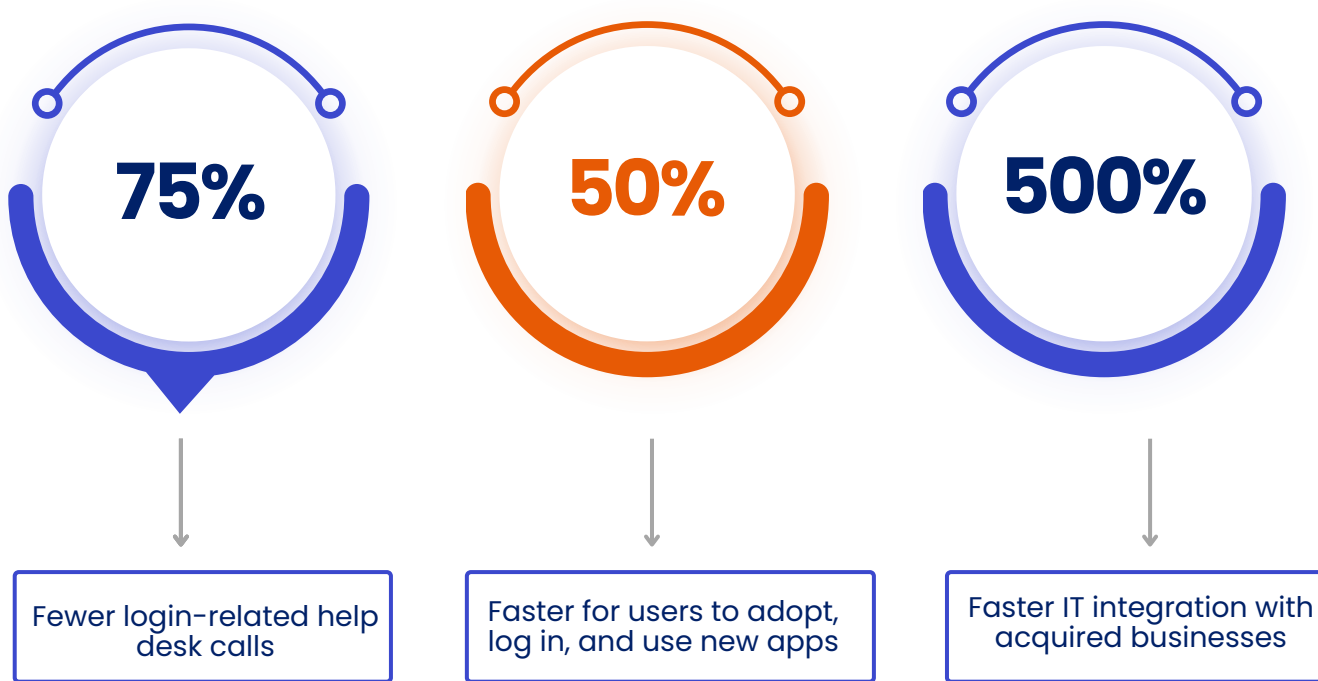 75%
50%
500%
Fewer login-related help
desk calls
Faster for users to adopt,
log in, and use new apps
Faster IT integration with
acquired businesses